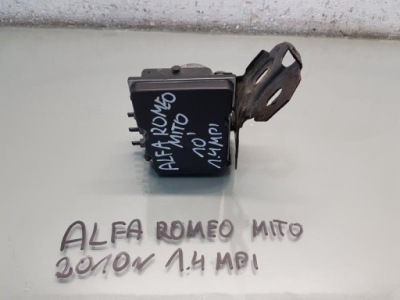 ALFA ROMEO
MITO
10'
1.4 MPI
ALFA ROMEO MITO
2010r 1.4 MPI